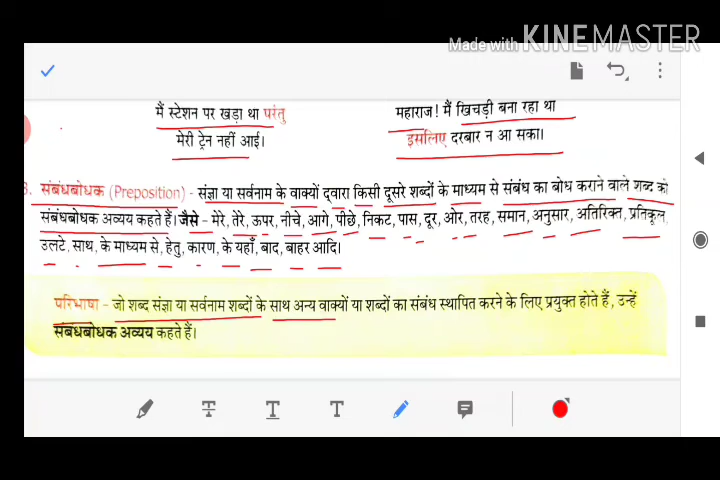 Made with KINEMASTER
मैं स्टेशन पर खड़ा था परंतु
मेरी ट्रेन नहीं आई।
महाराज! मैं खिचड़ी बना रहा था
इसलिए दरबार न आ सका।
3. संबंधबोधक (Preposition) - संज्ञा या सर्वनाम के वाक्यों द्वारा किसी दूसरे शब्दों के माध्यम से संबंध का बोध कराने वाले शब्द को
संबंधबोधक अव्यय कहते हैं। जैसे – मेरे, तेरे, ऊपर, नीचे, आगे, पीछे, निकट, पास, दूर, ओर, तरह, समान, अनुसार, अतिरिक्त, प्रतिकूल,
उलटे, साथ, के माध्यम से, हेतु, कारण, के यहाँ, बाद, बाहर आदि।
परिभाषा – जो शब्द संज्ञा या सर्वनाम शब्दों के साथ अन्य वाक्यों या शब्दों का संबंध स्थापित करने के लिए प्रयुक्त होते हैं, उन्हें
संबंधबोधक अव्यय कहते हैं।